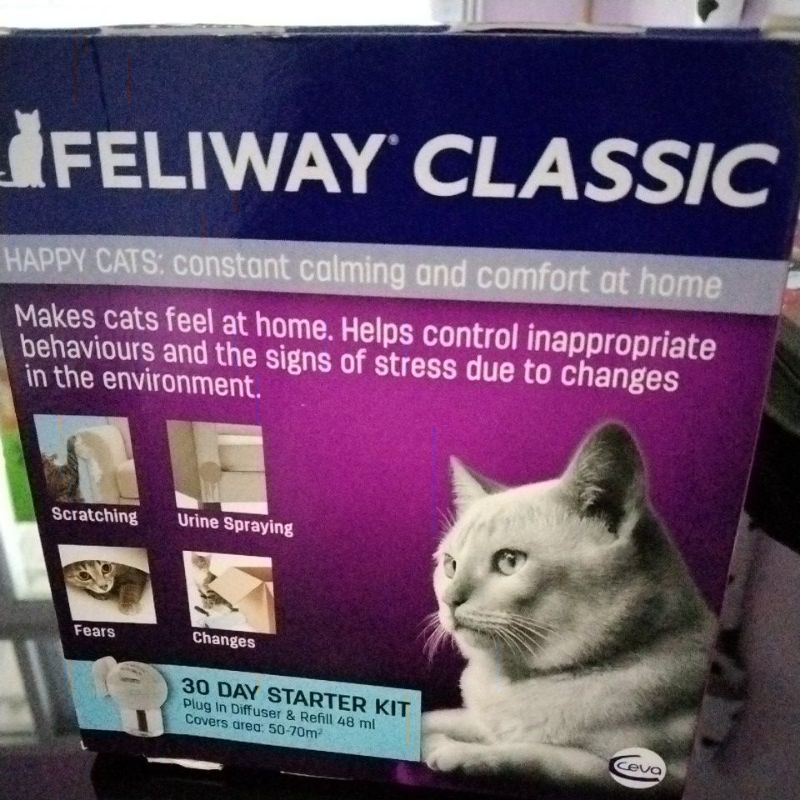 FELIWAY® CLASSIC
HAPPY CATS: constant calming and comfort at home
Makes cats feel at home. Helps control inappropriate
behaviours and the signs of stress due to changes
in the environment.
Scratching
Urine Spraying
Fears
Changes
30 DAY STARTER KIT
Plug In Diffuser & Refill 48 ml
Covers area: 50-70m²
Ceva